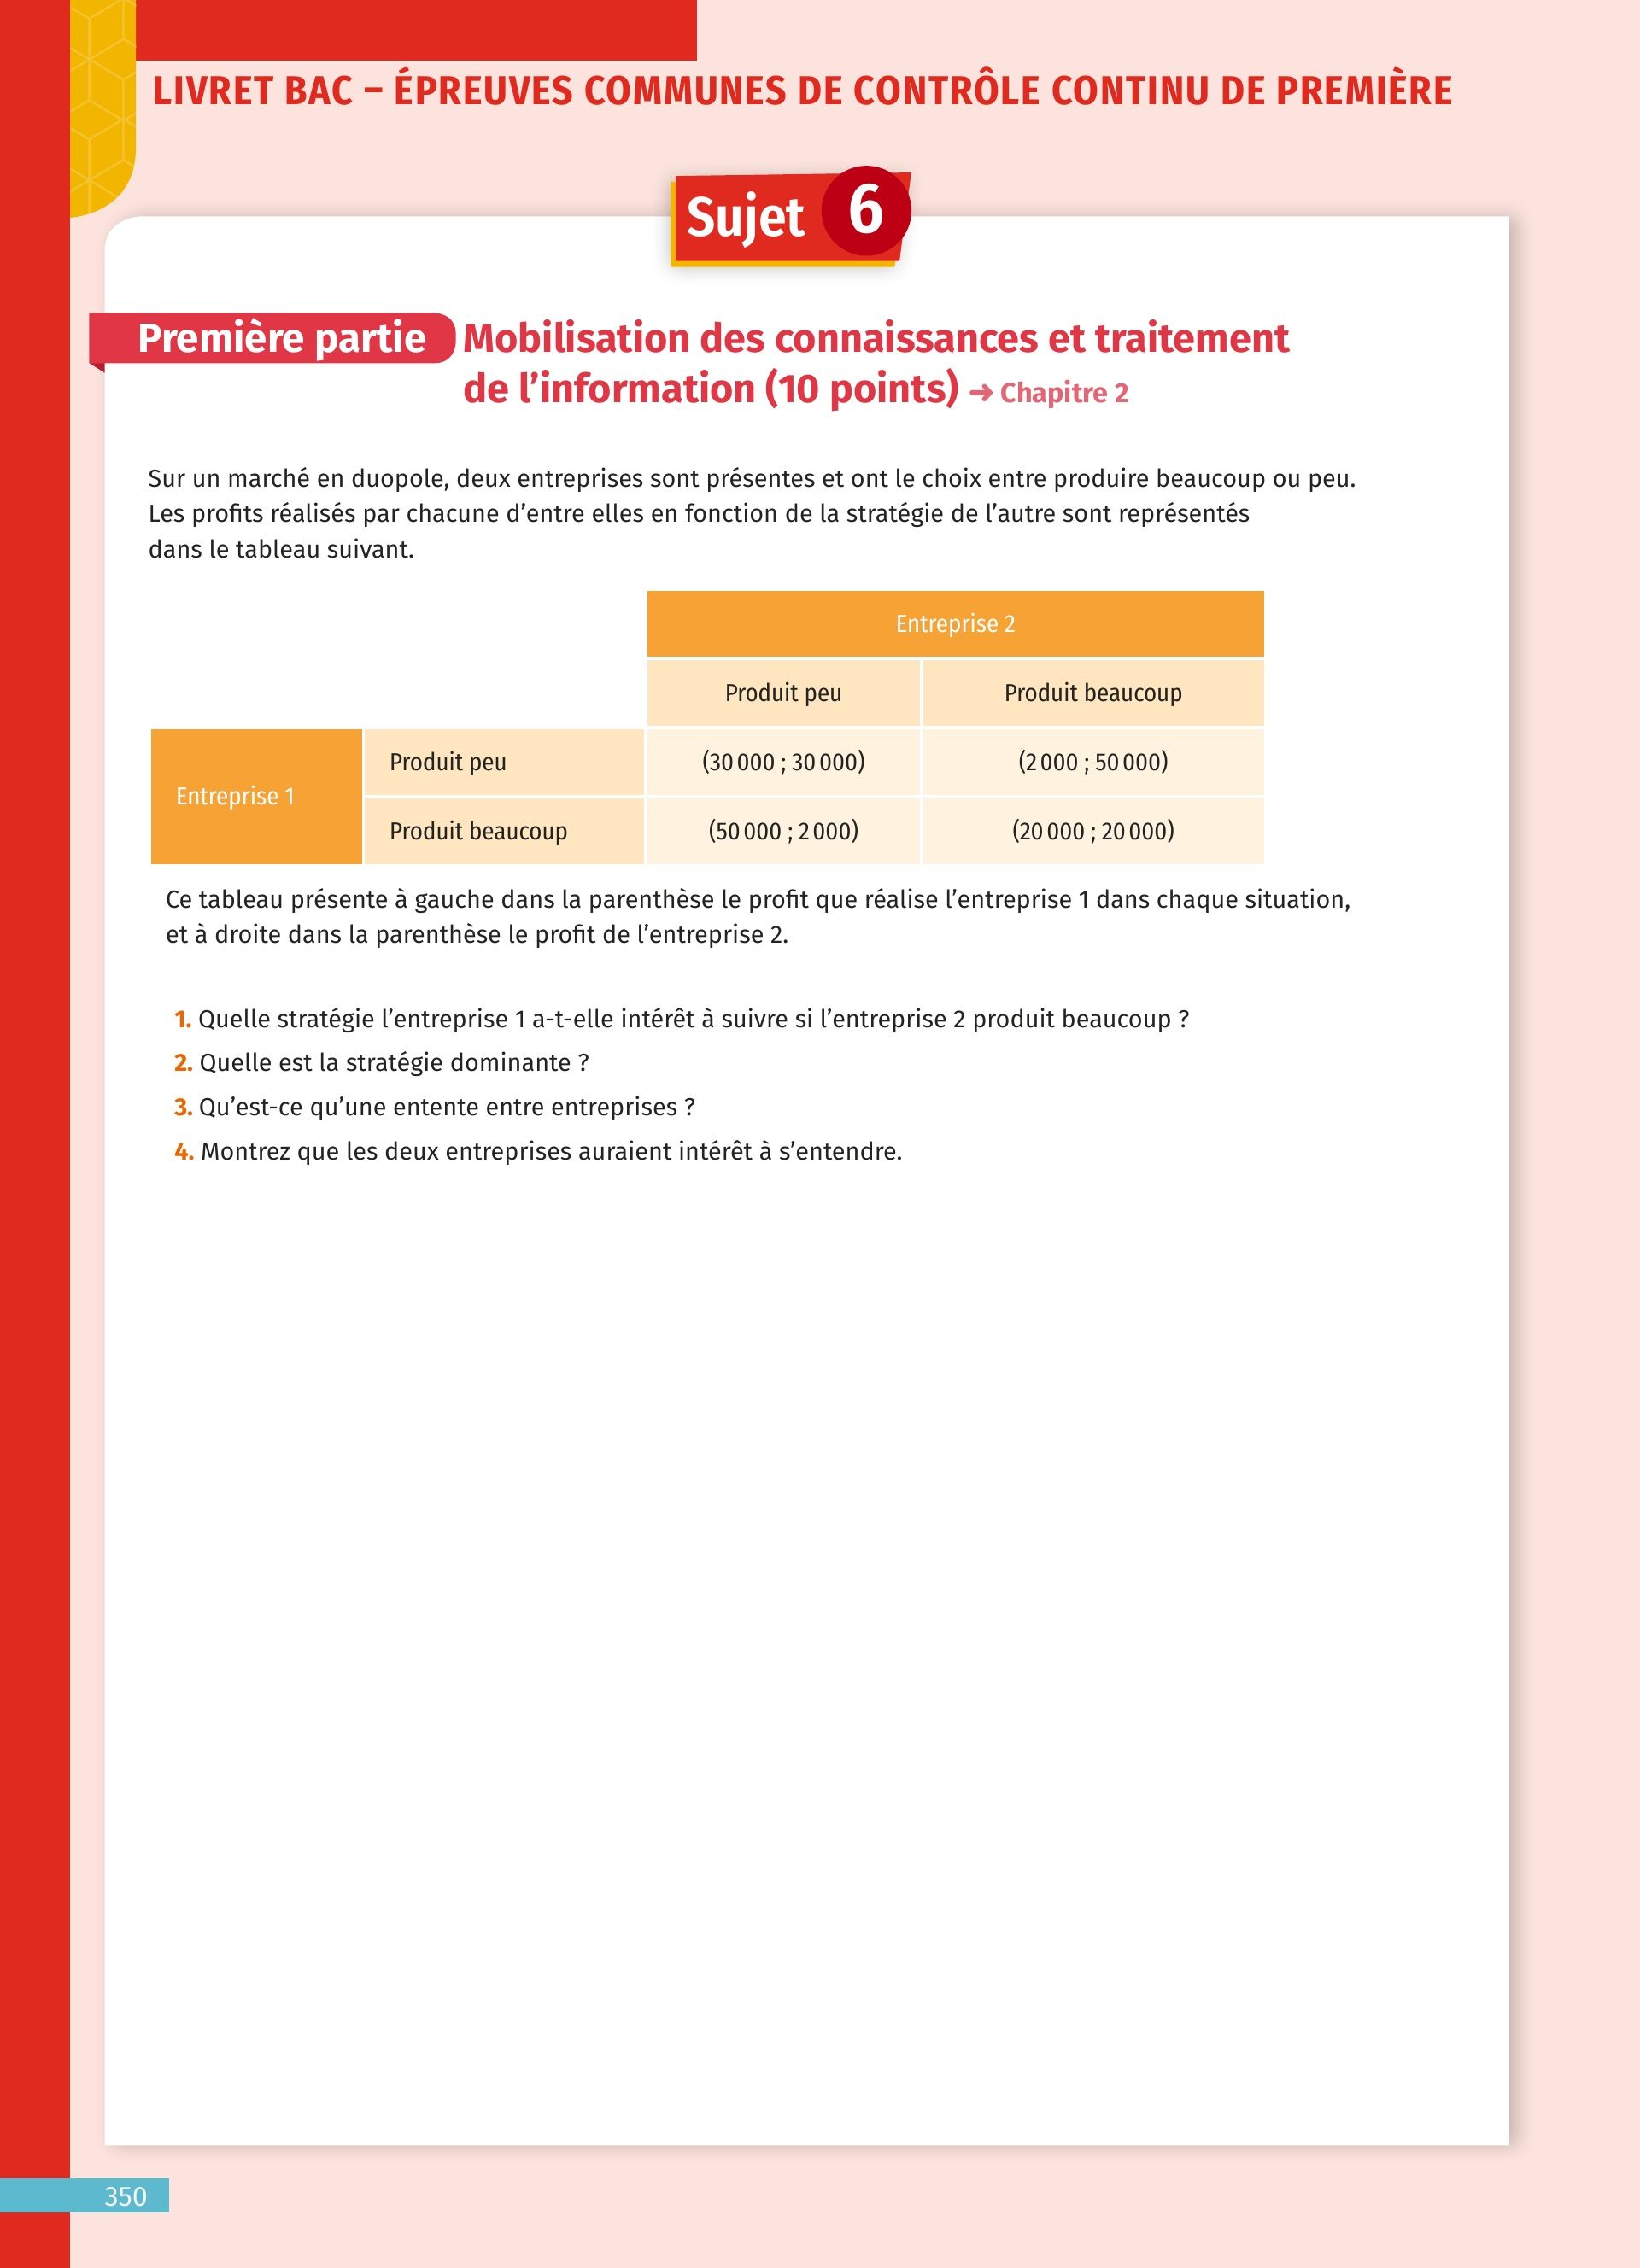 LIVRET BAC – ÉPREUVES COMMUNES DE CONTRÔLE CONTINU DE PREMIÈRE
Sujet 6
Première partie Mobilisation des connaissances et traitement
de l’information (10 points) ➜ Chapitre 2
Sur un marché en duopole, deux entreprises sont présentes et ont le choix entre produire beaucoup ou peu.
Les profits réalisés par chacune d’entre elles en fonction de la stratégie de l’autre sont représentés
dans le tableau suivant.
Entreprise 2
Produit peu Produit beaucoup
Entreprise 1
Produit peu (30 000 ; 30 000) (2 000 ; 50 000)
Produit beaucoup (50 000 ; 2 000) (20 000 ; 20 000)
Ce tableau présente à gauche dans la parenthèse le profit que réalise l’entreprise 1 dans chaque situation,
et à droite dans la parenthèse le profit de l’entreprise 2.
1. Quelle stratégie l’entreprise 1 a-t-elle intérêt à suivre si l’entreprise 2 produit beaucoup ?
2. Quelle est la stratégie dominante ?
3. Qu’est-ce qu’une entente entre entreprises ?
4. Montrez que les deux entreprises auraient intérêt à s’entendre.
350